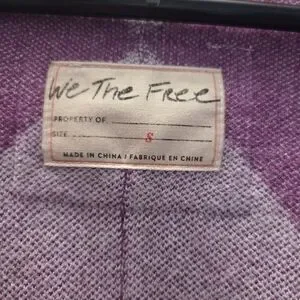 We The Free
PROPERTY OF
SIZE S
MADE IN CHINA / FABRIQUE EN CHINE